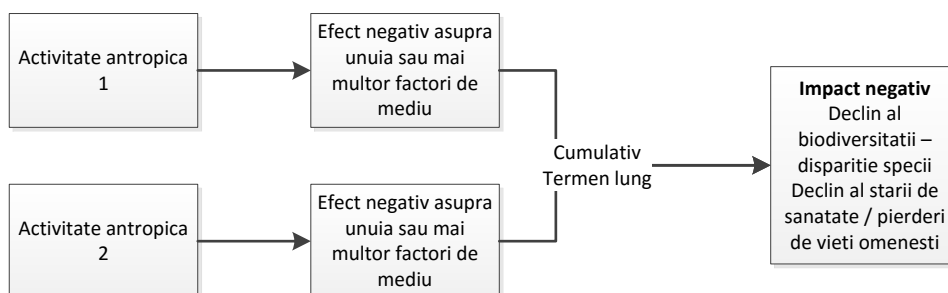 Activitate antropica
1
Efect negativ asupra
unuia sau mai
multor factori de
mediu
Activitate antropica
2
Efect negativ asupra
unuia sau mai
multor factori de
mediu
Cumulativ
Termen lung
Impact negativ
Declin al
biodiversitatii –
disparitie specii
Declin al starii de
sanatate / pierderi
de vieti omenesti